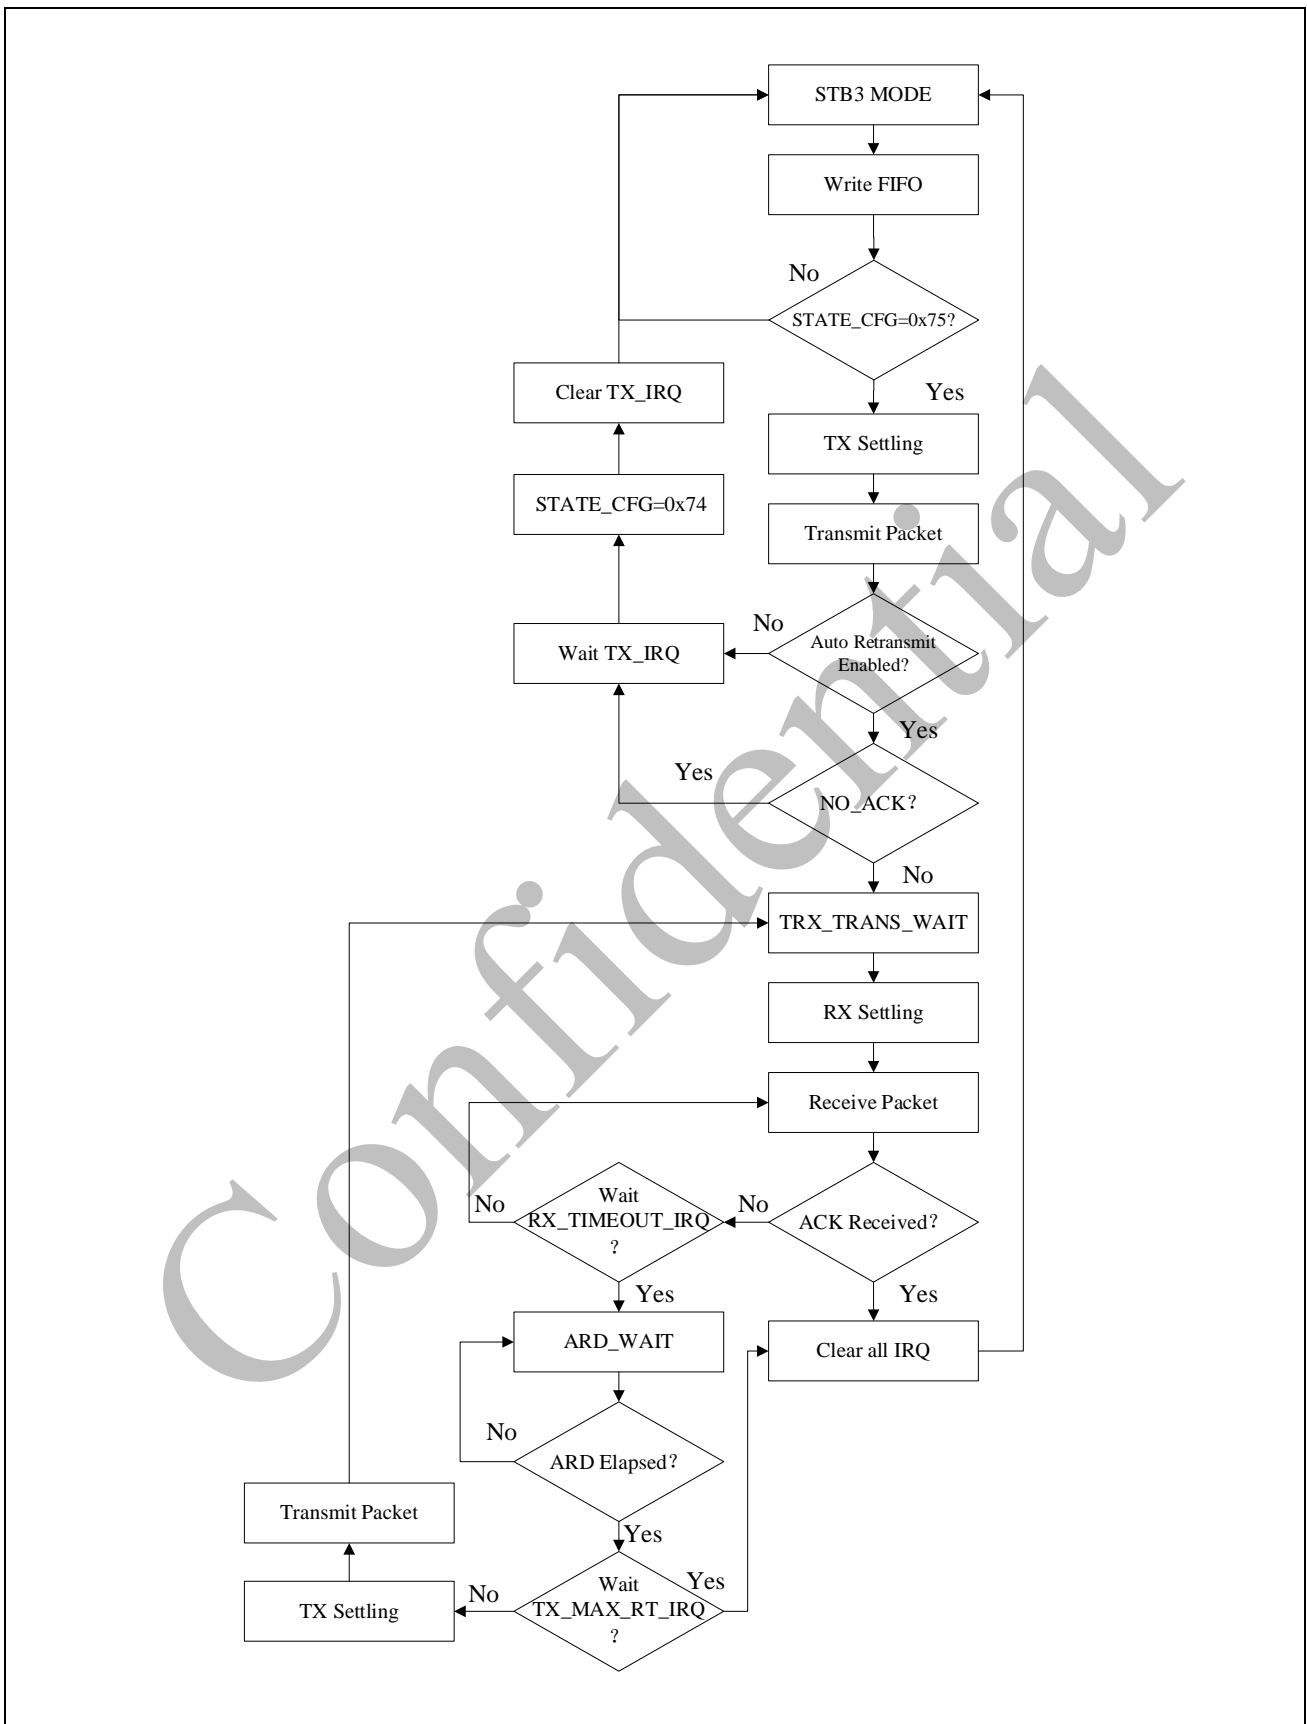 STB3 MODE
Write FIFO
No
STATE_CFG=0x75?
Clear TX_IRQ
Yes
TX Settling
STATE_CFG=0x74
Transmit Packet
No
Auto Retransmit
Enabled?
Wait TX_IRQ
Yes
Yes
NO_ACK?
No
TRX_TRANS_WAIT
RX Settling
Receive Packet
No
Wait
RX_TIMEOUT_IRQ
?
No
ACK Received?
Yes
Yes
ARD_WAIT
Clear all IRQ
No
ARD Elapsed?
Transmit Packet
Yes
Wait
TX_MAX_RT_IRQ
?
Yes
No
TX Settling
Confidential